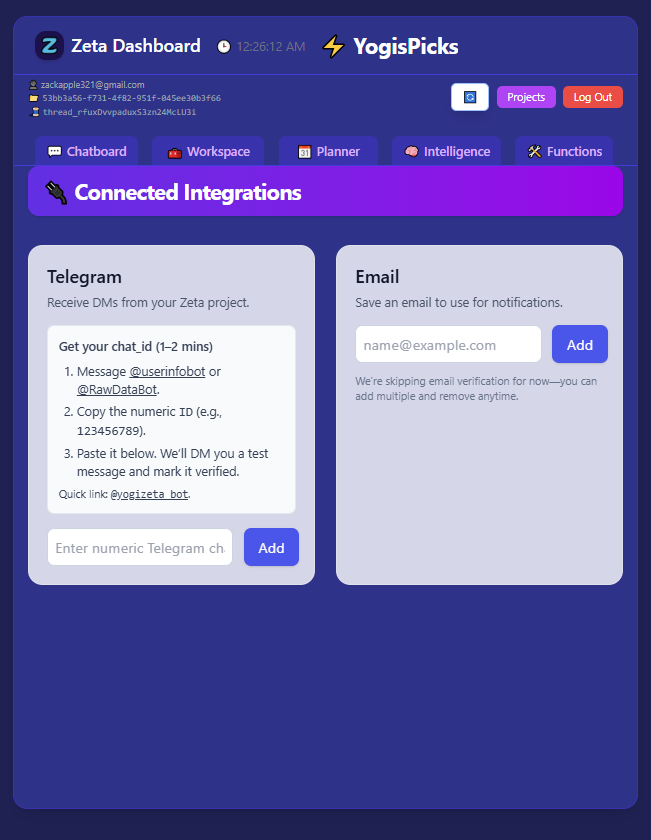 Z Zeta Dashboard 12:26:12 AM YogisPicks
zackapple321@gmail.com
53bb3a56-f731-4f82-951f-045ee30b3f66
thread_rfuxDvvpaduxS3zn24McLU3i
Projects Log Out
Chatboard Workspace Planner Intelligence Functions
Connected Integrations
Telegram
Receive DMs from your Zeta project.
Get your chat_id (1–2 mins)
1. Message @userinfobot or
@RawDataBot.
2. Copy the numeric ID (e.g.,
123456789).
3. Paste it below. We'll DM you a test
message and mark it verified.
Quick link: @yogizeta_bot.
Enter numeric Telegram ch
Add
Email
Save an email to use for notifications.
name@example.com
Add
We're skipping email verification for now—you can
add multiple and remove anytime.